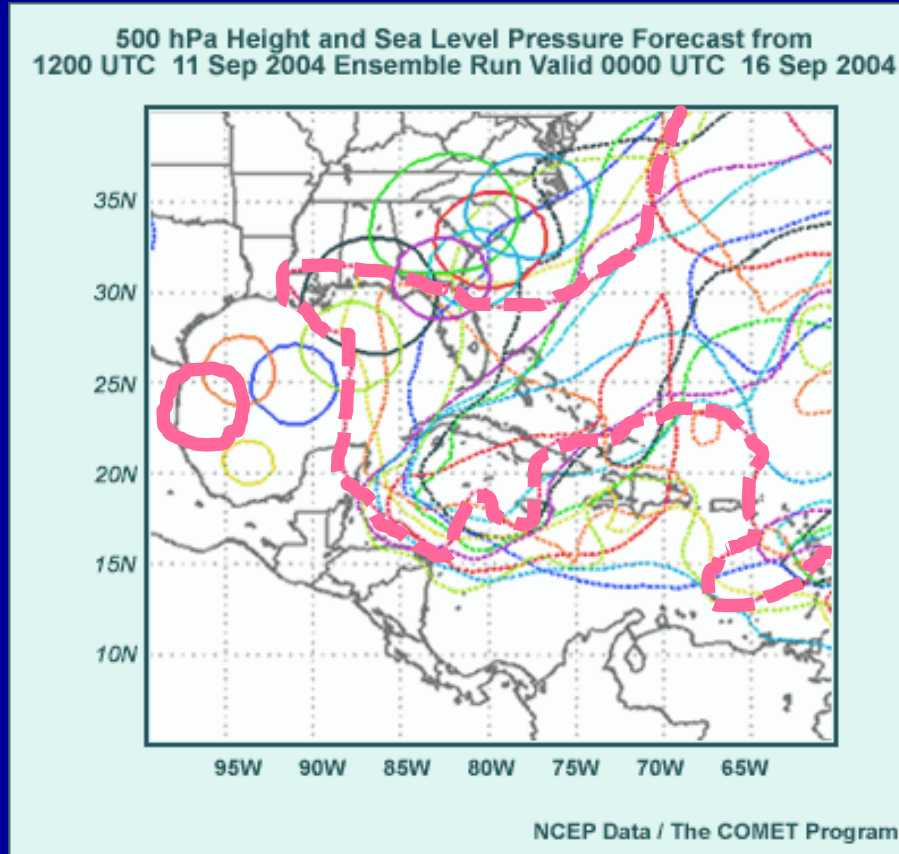 500 hPa Height and Sea Level Pressure Forecast from
1200 UTC 11 Sep 2004 Ensemble Run Valid 0000 UTC 16 Sep 2004
35N
30N
25N
20N
15N
10N
95W 90W 85W 80W 75W 70W 65W
NCEP Data / The COMET Program